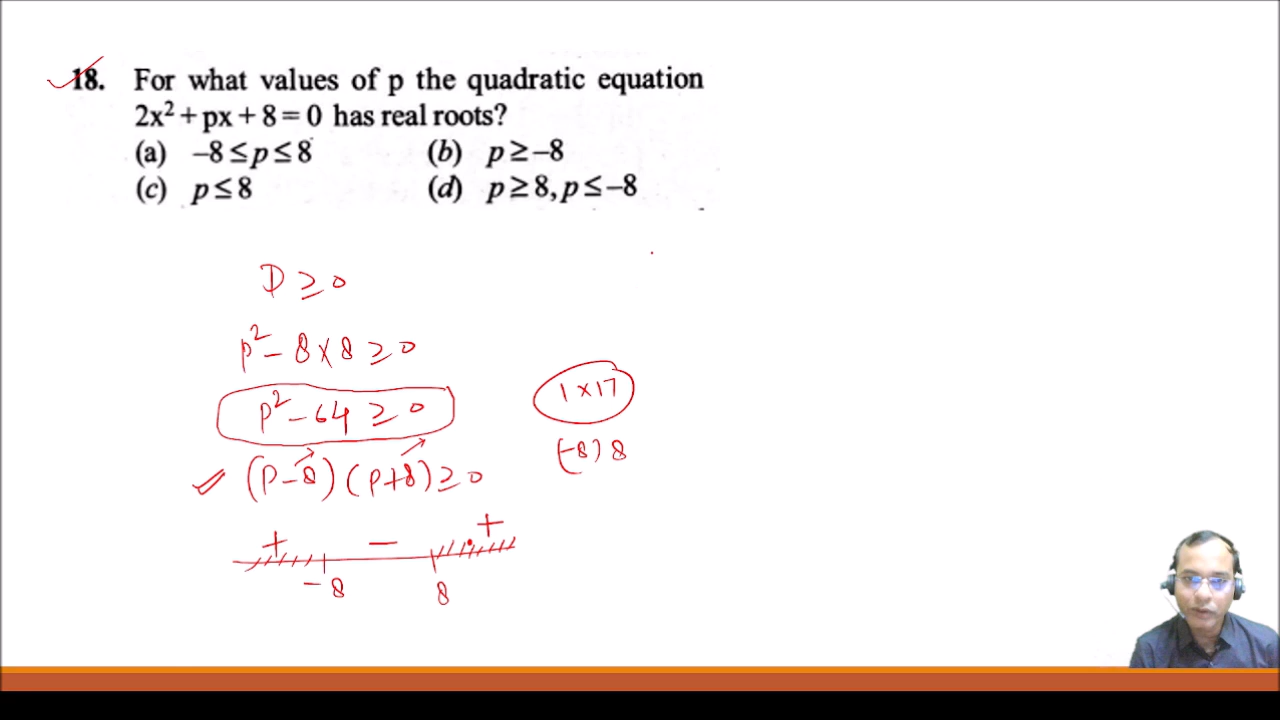 18. For what values of p the quadratic equation
2x² + px + 8 = 0 has real roots?
(a) –8 ≤ p ≤ 8 (b) p ≥ –8
(c) p ≤ 8 (d) p ≥ 8, p ≤ –8
D ≥ 0
p² – 8 × 8 ≥ 0
p² – 64 ≥ 0
1 × 17
(–8) 8
(p – 8) (p + 8) ≥ 0
+ – +
–8 8